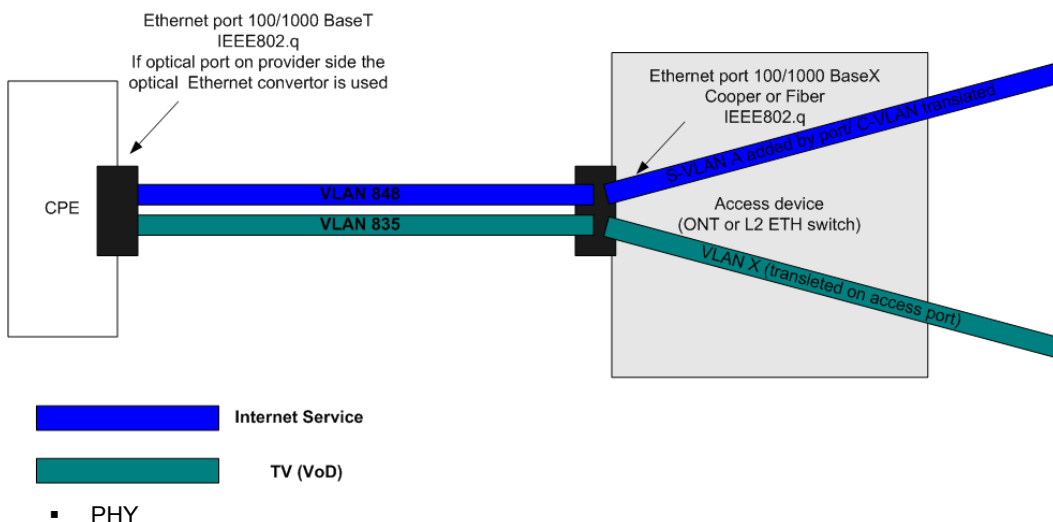 Ethernet port 100/1000 BaseT
IEEE802.q
If optical port on provider side the
optical Ethernet convertor is used
Ethernet port 100/1000 BaseX
Cooper or Fiber
IEEE802.q
S-VLAN A added by port/ C-VLAN translated
CPE
VLAN 848
VLAN 835
Access device
(ONT or L2 ETH switch)
VLAN X (transleted on access port)
Internet Service
TV (VoD)
▪ PHY